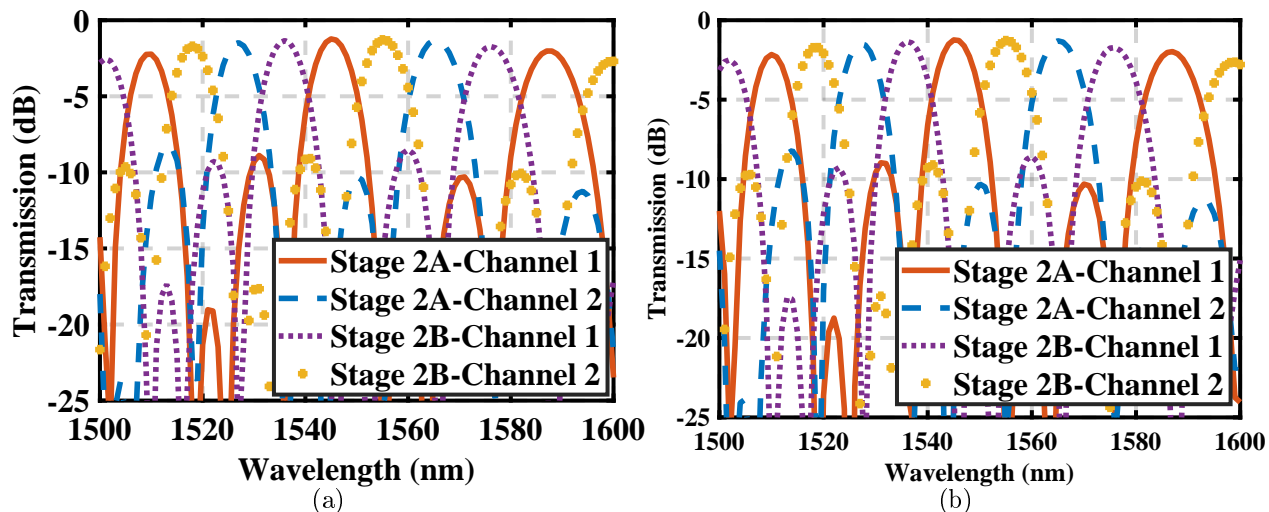 0
-5
-10
-15
-20
-25
Transmission (dB)
1500 1520 1540 1560 1580 1600
Wavelength (nm)
Stage 2A-Channel 1
Stage 2A-Channel 2
Stage 2B-Channel 1
Stage 2B-Channel 2
(a)
0
-5
-10
-15
-20
-25
Transmission (dB)
1500 1520 1540 1560 1580 1600
Wavelength (nm)
Stage 2A-Channel 1
Stage 2A-Channel 2
Stage 2B-Channel 1
Stage 2B-Channel 2
(b)